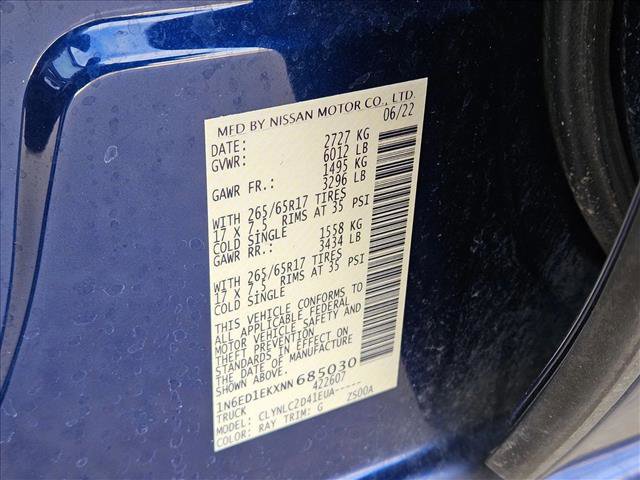 MFD BY NISSAN MOTOR CO., LTD.
DATE: 06/22
GVWR: 2727 KG
6012 LB
GAWR FR.: 1495 KG
3296 LB
WITH 265/65R17 TIRES
17 X 7.5 RIMS AT 35 PSI
COLD SINGLE
GAWR RR.: 1558 KG
3434 LB
WITH 265/65R17 TIRES
17 X 7.5 RIMS AT 35 PSI
COLD SINGLE
THIS VEHICLE CONFORMS TO
ALL APPLICABLE FEDERAL
MOTOR VEHICLE SAFETY AND
THEFT PREVENTION
STANDARDS IN EFFECT ON
THE DATE OF MANUFACTURE
SHOWN ABOVE.
1N6ED1EKXNN 685030
TRUCK 422607
MODEL: CLYNLC2D41EUA-----
COLOR: RAY TRIM: G ZS00A